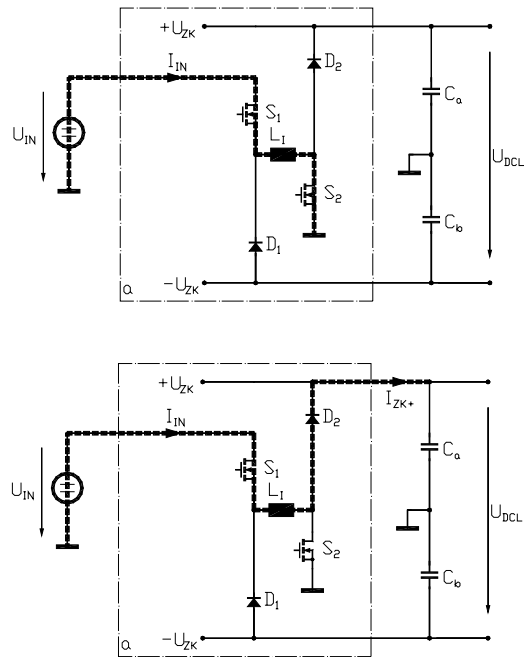 +U_ZK
I_IN
D_2
S_1
C_a
U_IN
L_I
U_DCL
S_2
C_b
D_1
a
-U_ZK
+U_ZK
I_ZK+
I_IN
D_2
S_1
C_a
U_IN
L_I
U_DCL
S_2
C_b
D_1
a
-U_ZK